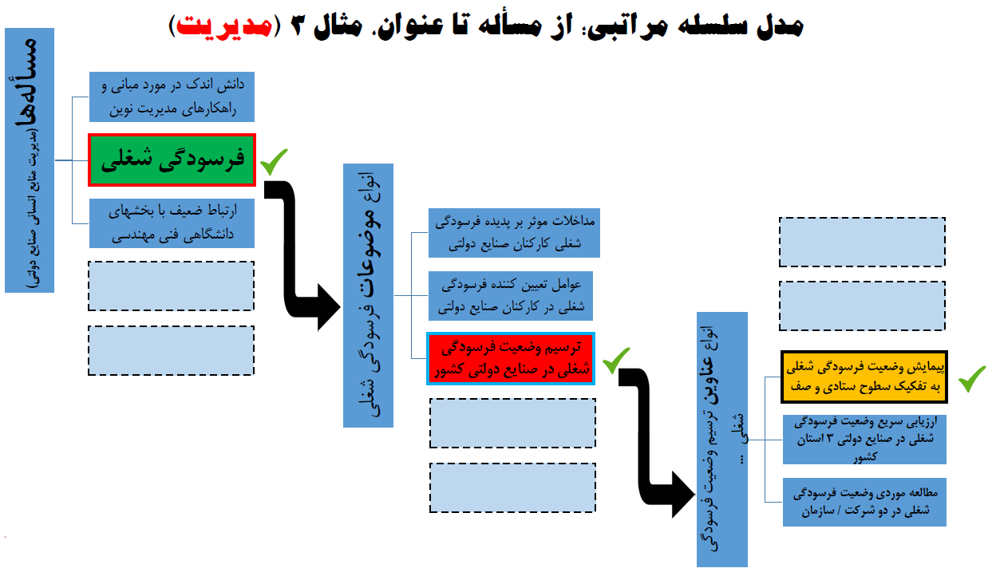 مدل سلسله مراتبی؛ از مسأله تا عنوان، مثال ۳ (مدیریت)
مسأله‌ها
(مدیریت منابع انسانی صنایع دولتی)
دانش اندک در مورد مبانی و
راهکارهای مدیریت نوین
فرسودگی شغلی
ارتباط ضعیف با بخشهای
دانشگاهی فنی مهندسی
انواع موضوعات فرسودگی شغلی
مداخلات موثر بر پدیده فرسودگی
شغلی کارکنان صنایع دولتی
عوامل تعیین کننده فرسودگی
شغلی در کارکنان صنایع دولتی
ترسیم وضعیت فرسودگی
شغلی در صنایع دولتی کشور
انواع عناوین ترسیم وضعیت فرسودگی
شغلی ...
پیمایش وضعیت فرسودگی شغلی
به تفکیک سطوح ستادی و صف
ارزیابی سریع وضعیت فرسودگی
شغلی در صنایع دولتی ۳ استان
کشور
مطالعه موردی وضعیت فرسودگی
شغلی در دو شرکت / سازمان